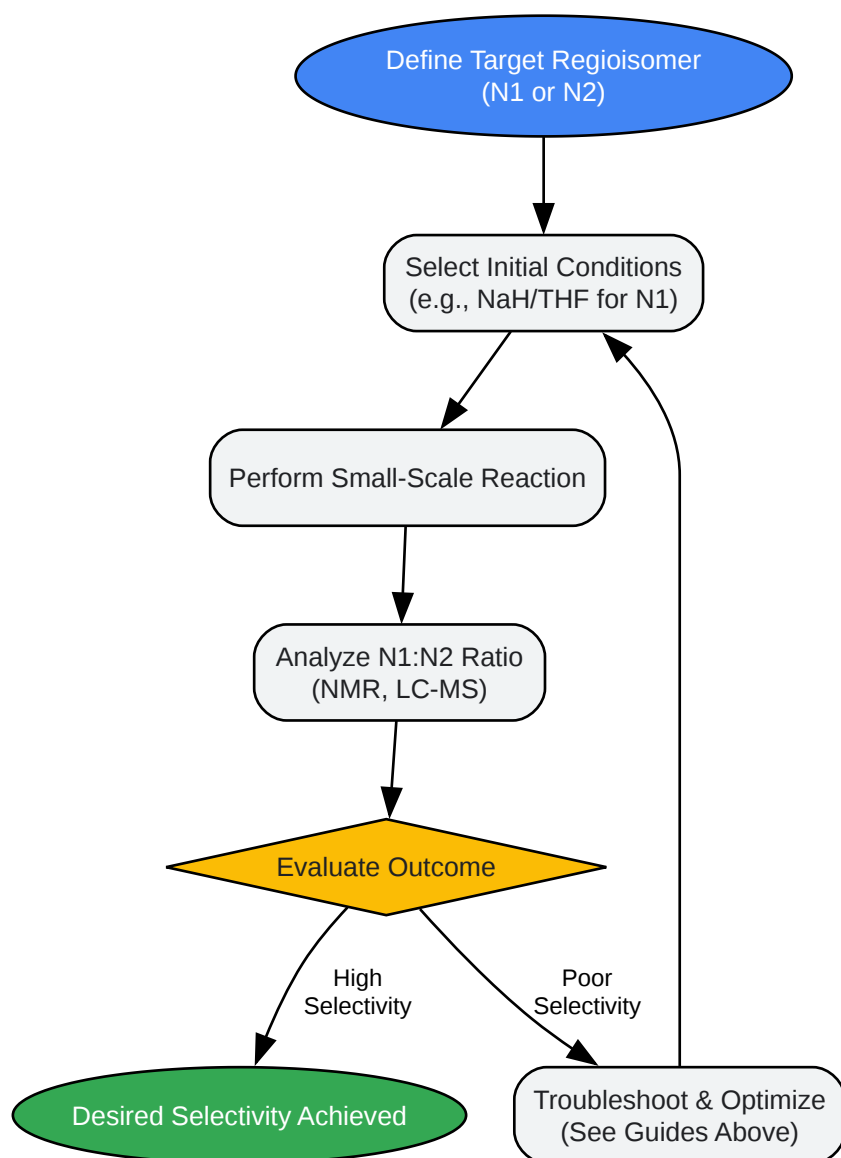 Define Target Regioisomer
(N1 or N2)
Select Initial Conditions
(e.g., NaH/THF for N1)
Perform Small-Scale Reaction
Analyze N1:N2 Ratio
(NMR, LC-MS)
Evaluate Outcome
High
Selectivity
Poor
Selectivity
Desired Selectivity Achieved
Troubleshoot & Optimize
(See Guides Above)